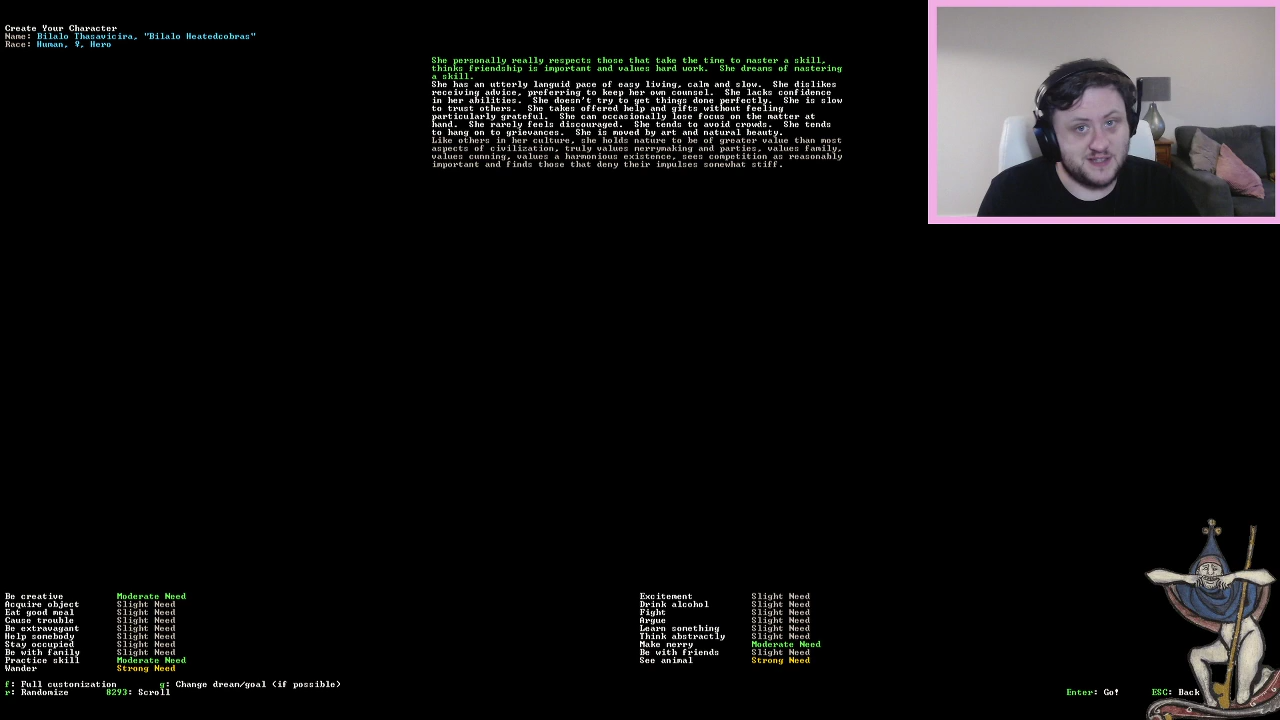 Create Your Character
Name: Bilalo Ihasavicira, "Bilalo Heatedcobras"
Race: Human, ♀, Hero
She personally really respects those that take the time to master a skill,
thinks friendship is important and values hard work.  She dreams of mastering
a skill.
She has an utterly languid pace of easy living, calm and slow.  She dislikes
receiving advice, preferring to keep her own counsel.  She lacks confidence
in her abilities.  She doesn't try to get things done perfectly.  She is slow
to trust others.  She takes offered help and gifts without feeling
particularly grateful.  She can occasionally lose focus on the matter at
hand.  She rarely feels discouraged.  She tends to avoid crowds.  She tends
to hang on to grievances.  She is moved by art and natural beauty.
Like others in her culture, she holds nature to be of greater value than most
aspects of civilization, truly values merrymaking and parties, values family,
values cunning, values a harmonious existence, sees competition as reasonably
important and finds those that deny their impulses somewhat stiff.
Be creative Moderate Need
Acquire object Slight Need
Eat good meal Slight Need
Cause trouble Slight Need
Be extravagant Slight Need
Help somebody Slight Need
Stay occupied Slight Need
Be with family Slight Need
Practice skill Moderate Need
Wander Strong Need
Excitement Slight Need
Drink alcohol Slight Need
Fight Slight Need
Argue Slight Need
Learn something Slight Need
Think abstractly Slight Need
Make merry Moderate Need
Be with friends Slight Need
See animal Strong Need
f: Full customization g: Change dream/goal (if possible)
r: Randomize 8293: Scroll
Enter: Go! ESC: Back